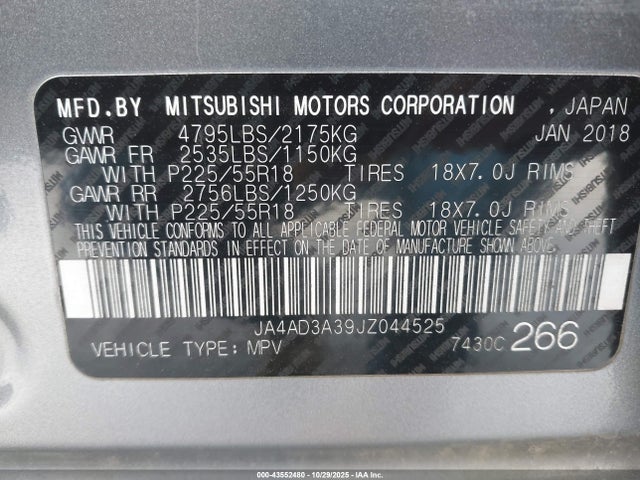 MFD.BY MITSUBISHI MOTORS CORPORATION , JAPAN
GVWR 4795LBS/2175KG JAN 2018
GAWR FR 2535LBS/1150KG
WITH P225/55R18 TIRES 18X7.0J RIMS
GAWR RR 2756LBS/1250KG
WITH P225/55R18 TIRES 18X7.0J RIMS
THIS VEHICLE CONFORMS TO ALL APPLICABLE FEDERAL MOTOR VEHICLE SAFETY AND THEFT
PREVENTION STANDARDS IN EFFECT ON THE DATE OF MANUFACTURE SHOWN ABOVE.
JA4AD3A39JZ044525
VEHICLE TYPE: MPV 7430C 266
000-43552480 - 10/29/2025 - IAAI.com